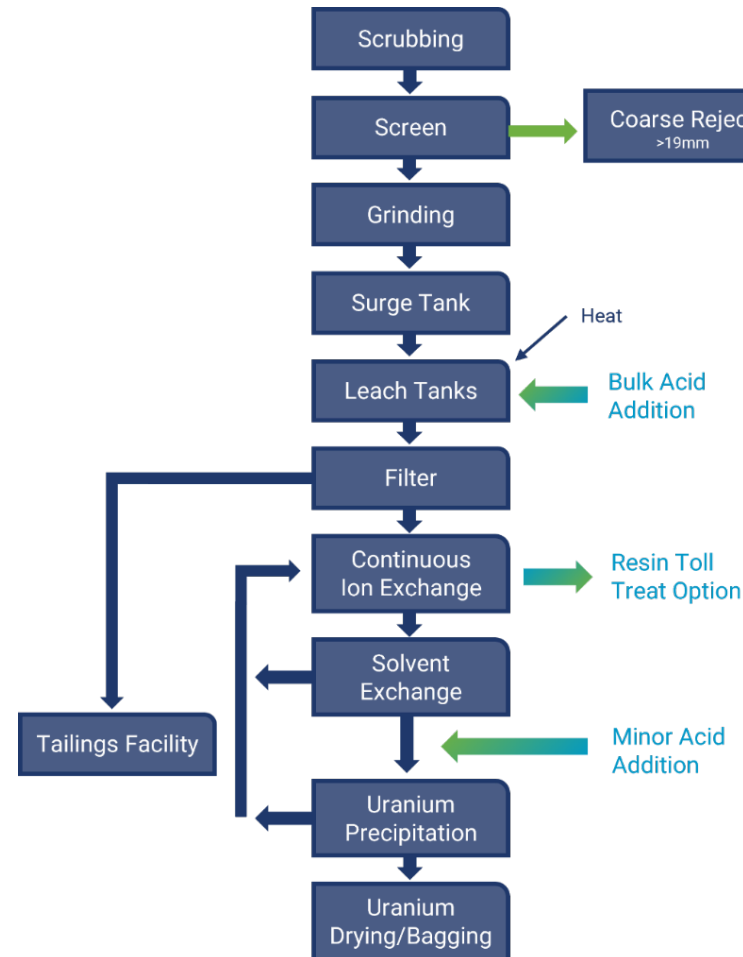 Scrubbing
Screen
Coarse Rejec
>19mm
Grinding
Surge Tank
Heat
Leach Tanks
Bulk Acid
Addition
Filter
Continuous
Ion Exchange
Resin Toll
Treat Option
Solvent
Exchange
Tailings Facility
Minor Acid
Addition
Uranium
Precipitation
Uranium
Drying/Bagging